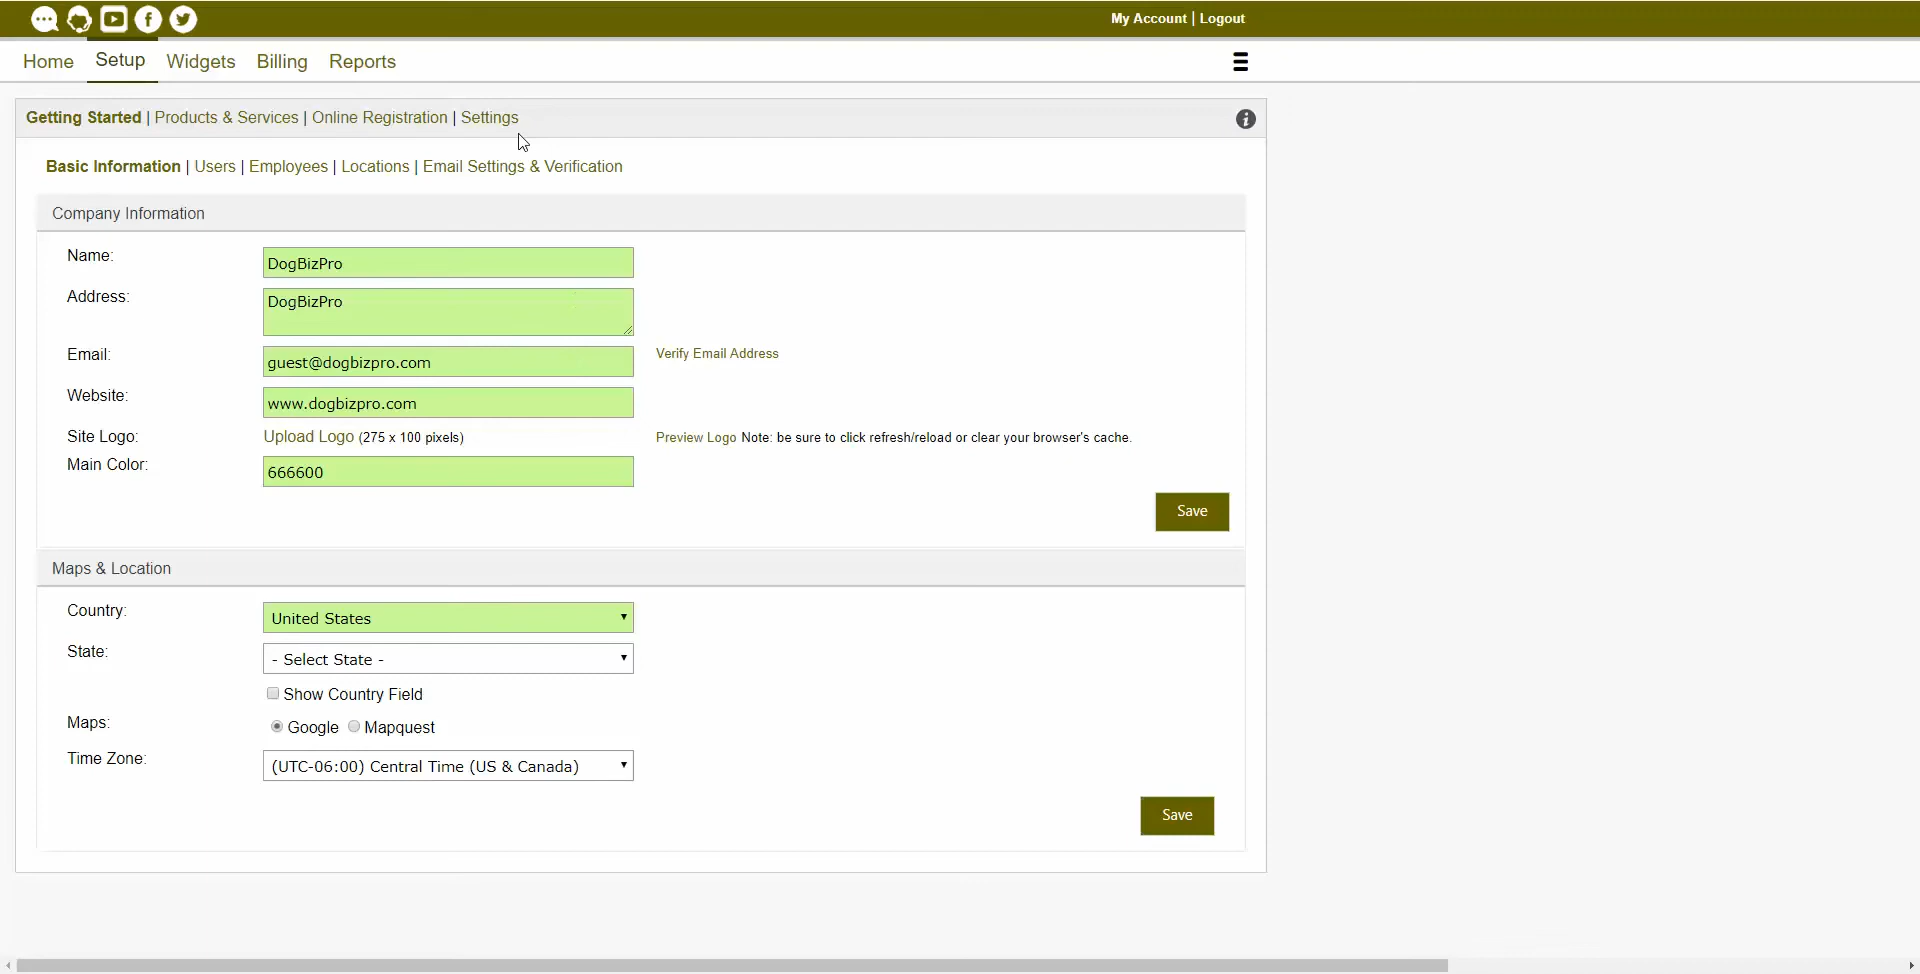 My Account | Logout
Home Setup Widgets Billing Reports
Getting Started | Products & Services | Online Registration | Settings
Basic Information | Users | Employees | Locations | Email Settings & Verification
Company Information
Name: DogBizPro
Address: DogBizPro
Email: guest@dogbizpro.com Verify Email Address
Website: www.dogbizpro.com
Site Logo: Upload Logo (275 x 100 pixels) Preview Logo Note: be sure to click refresh/reload or clear your browser's cache.
Main Color: 666600
Save
Maps & Location
Country: United States
State: - Select State -
Show Country Field
Maps: Google Mapquest
Time Zone: (UTC-06:00) Central Time (US & Canada)
Save